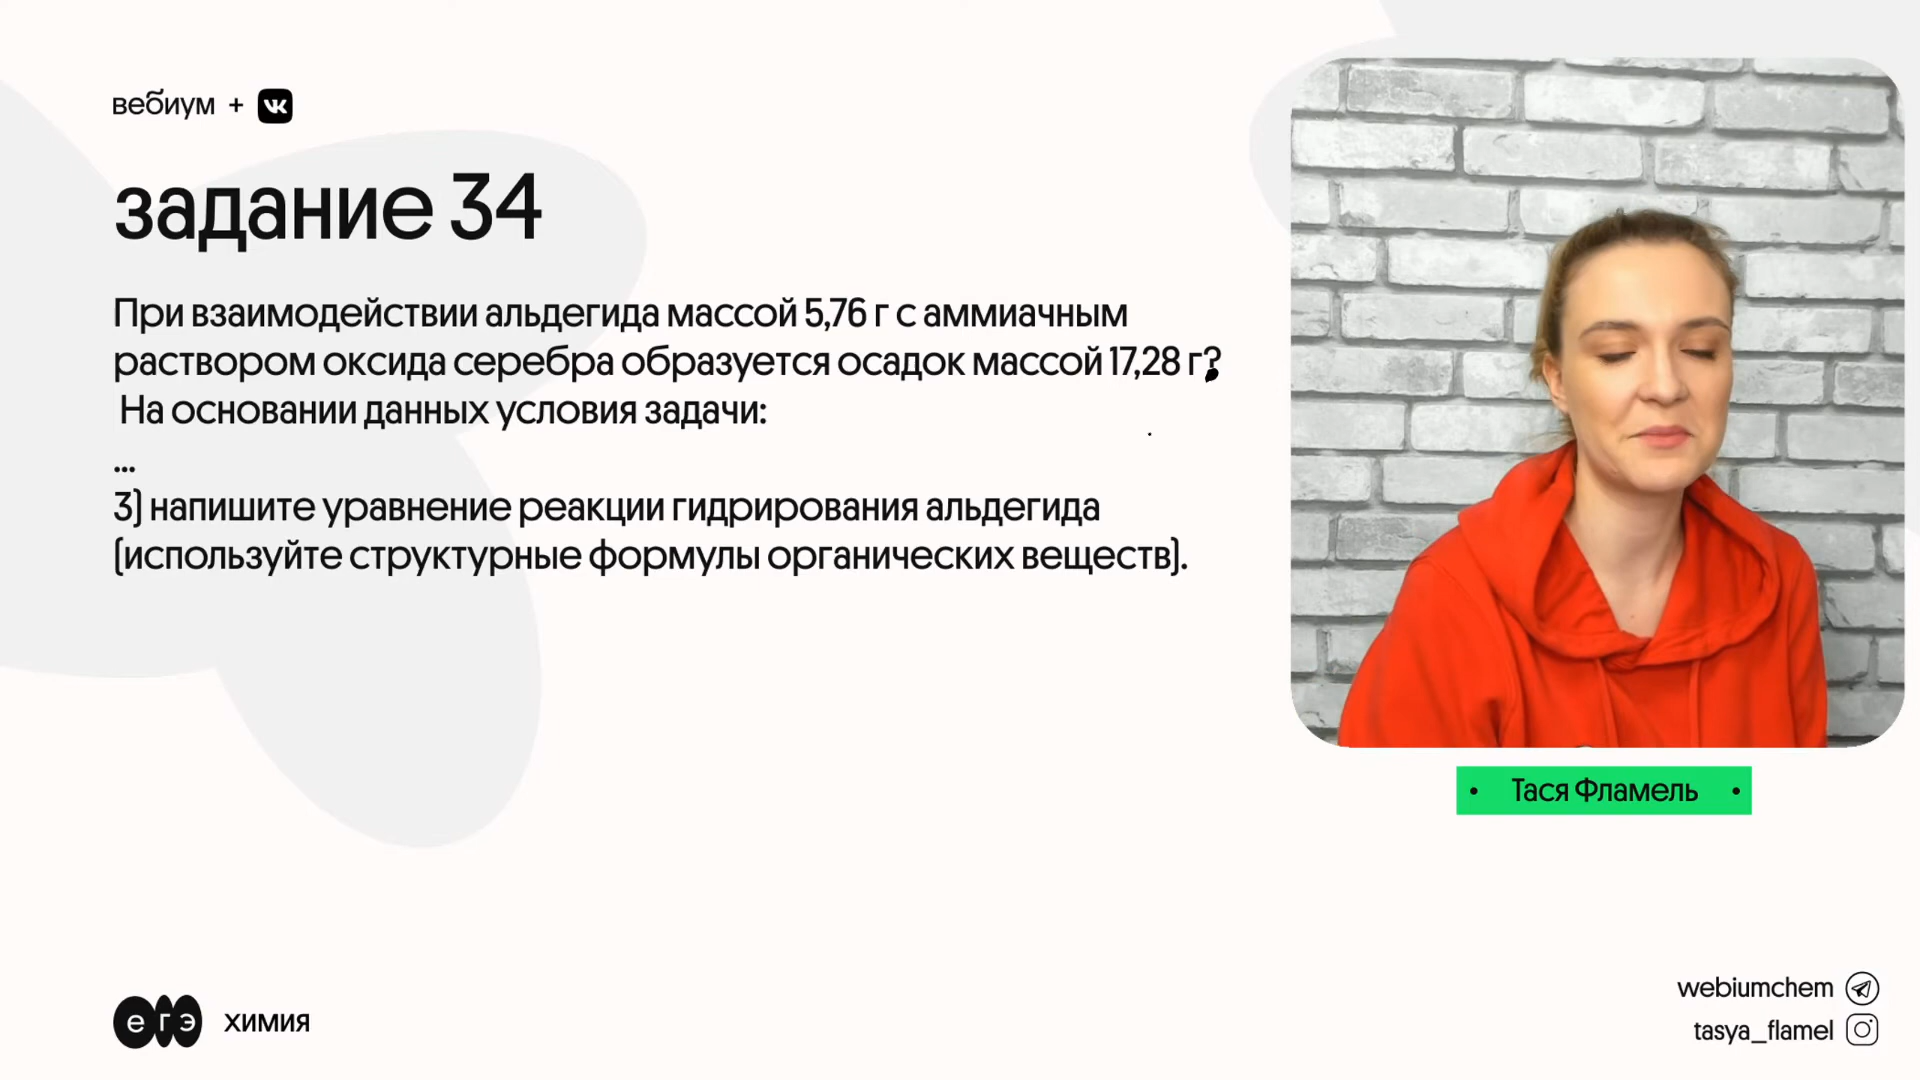 вебиум +
задание 34
При взаимодействии альдегида массой 5,76 г с аммиачным
раствором оксида серебра образуется осадок массой 17,28 г?
На основании данных условия задачи:
...
3) напишите уравнение реакции гидрирования альдегида
(используйте структурные формулы органических веществ).
• Тася Фламель •
егэ химия
webiumchem
tasya_flamel